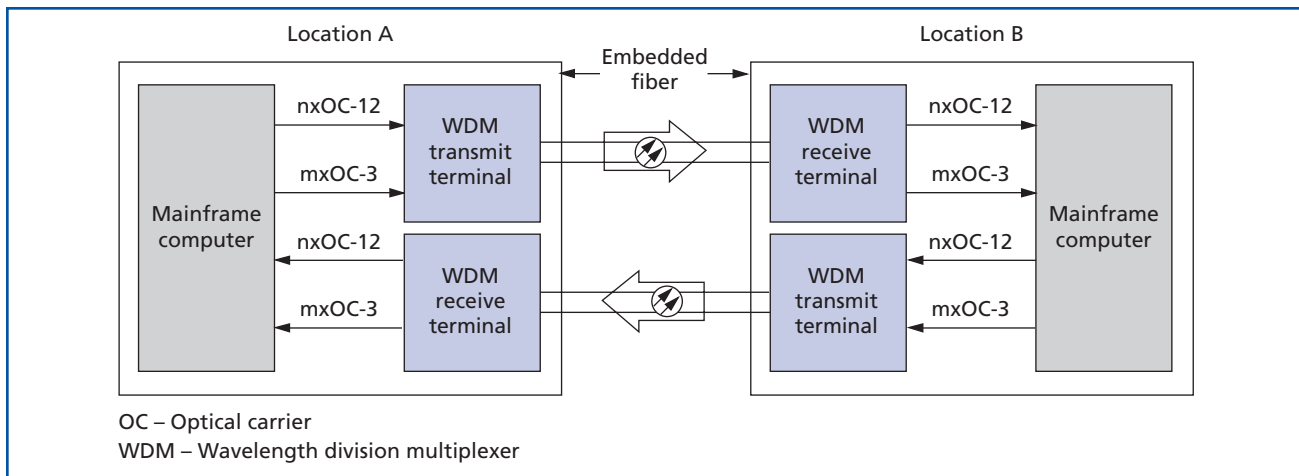 Location A
Location B
Embedded
fiber
Mainframe
computer
nxOC-12
mxOC-3
nxOC-12
mxOC-3
WDM
transmit
terminal
WDM
receive
terminal
WDM
receive
terminal
WDM
transmit
terminal
nxOC-12
mxOC-3
nxOC-12
mxOC-3
Mainframe
computer
OC – Optical carrier
WDM – Wavelength division multiplexer